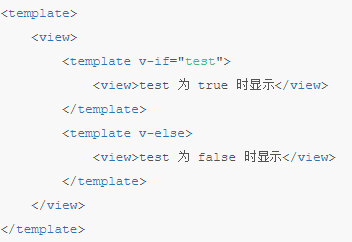 <template>
    <view>
        <template v-if="test">
            <view>test 为 true 时显示</view>
        </template>
        <template v-else>
            <view>test 为 false 时显示</view>
        </template>
    </view>
</template>